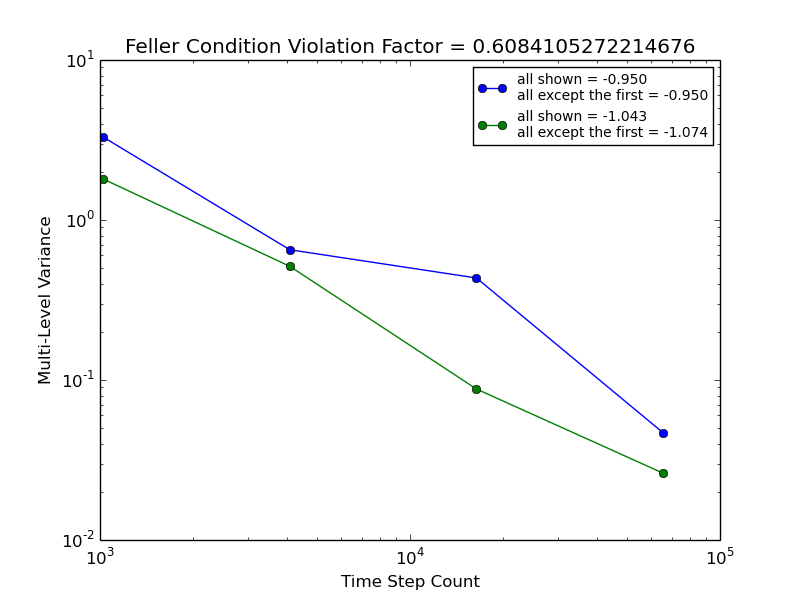 Feller Condition Violation Factor = 0.6084105272214676
10^1
all shown = -0.950
all except the first = -0.950
all shown = -1.043
all except the first = -1.074
10^0
Multi-Level Variance
10^-1
10^-2
10^3
10^4
10^5
Time Step Count